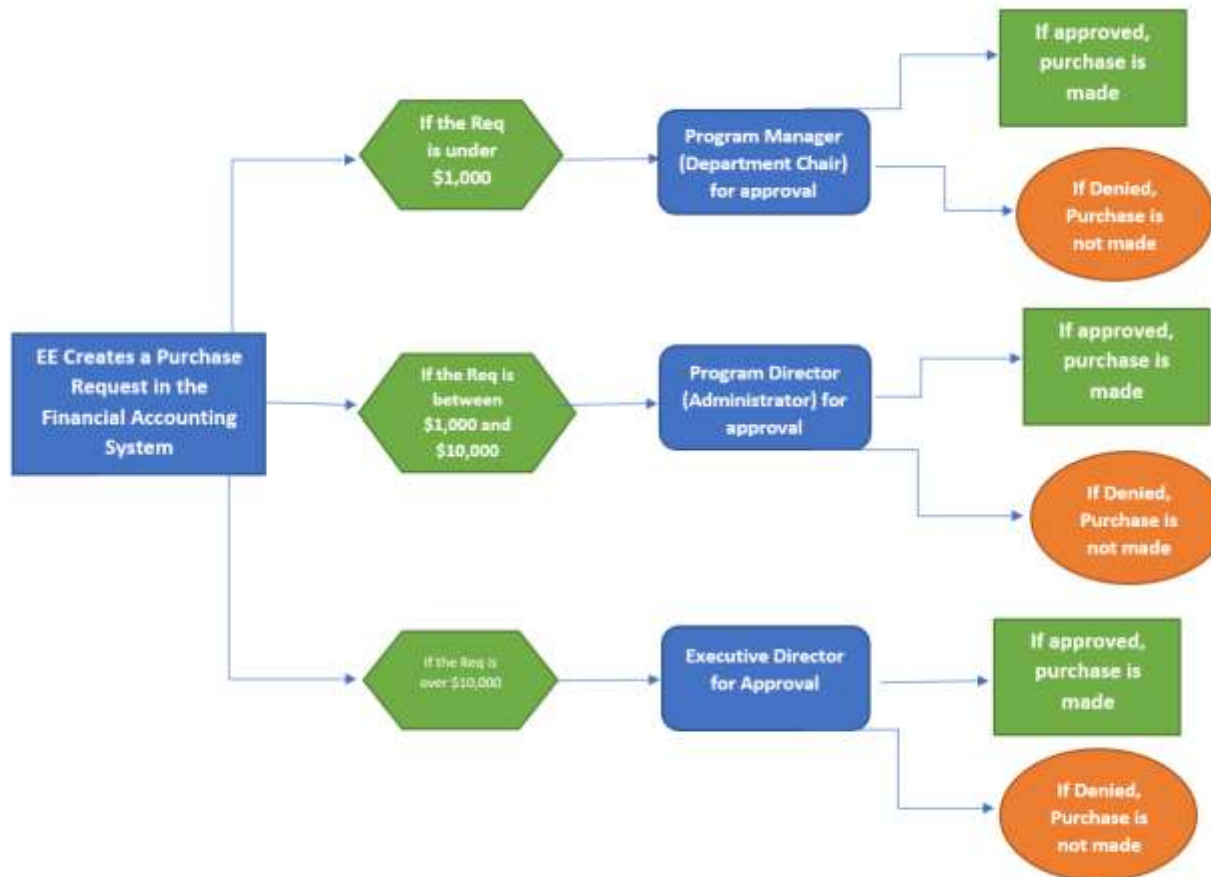 EE Creates a Purchase
Request in the
Financial Accounting
System
If the Req
is under
$1,000
Program Manager
(Department Chair)
for approval
If approved,
purchase is
made
If Denied,
Purchase is
not made
If the Req is
between
$1,000 and
$10,000
Program Director
(Administrator) for
approval
If approved,
purchase is
made
If Denied,
Purchase is
not made
If the Req is
over $10,000
Executive Director
for Approval
If approved,
purchase is
made
If Denied,
Purchase is
not made